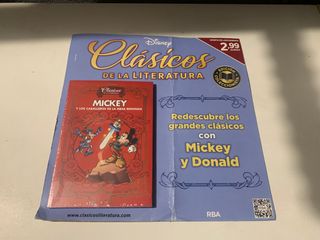 Disney
Clásicos
DE LA LITERATURA
2,99
Clásicos
MICKEY
Y LOS CABALLEROS DE LA MESA REDONDA
Redescubre los
grandes clásicos
con
Mickey
y Donald
www.clasicosliteratura.com
RBA